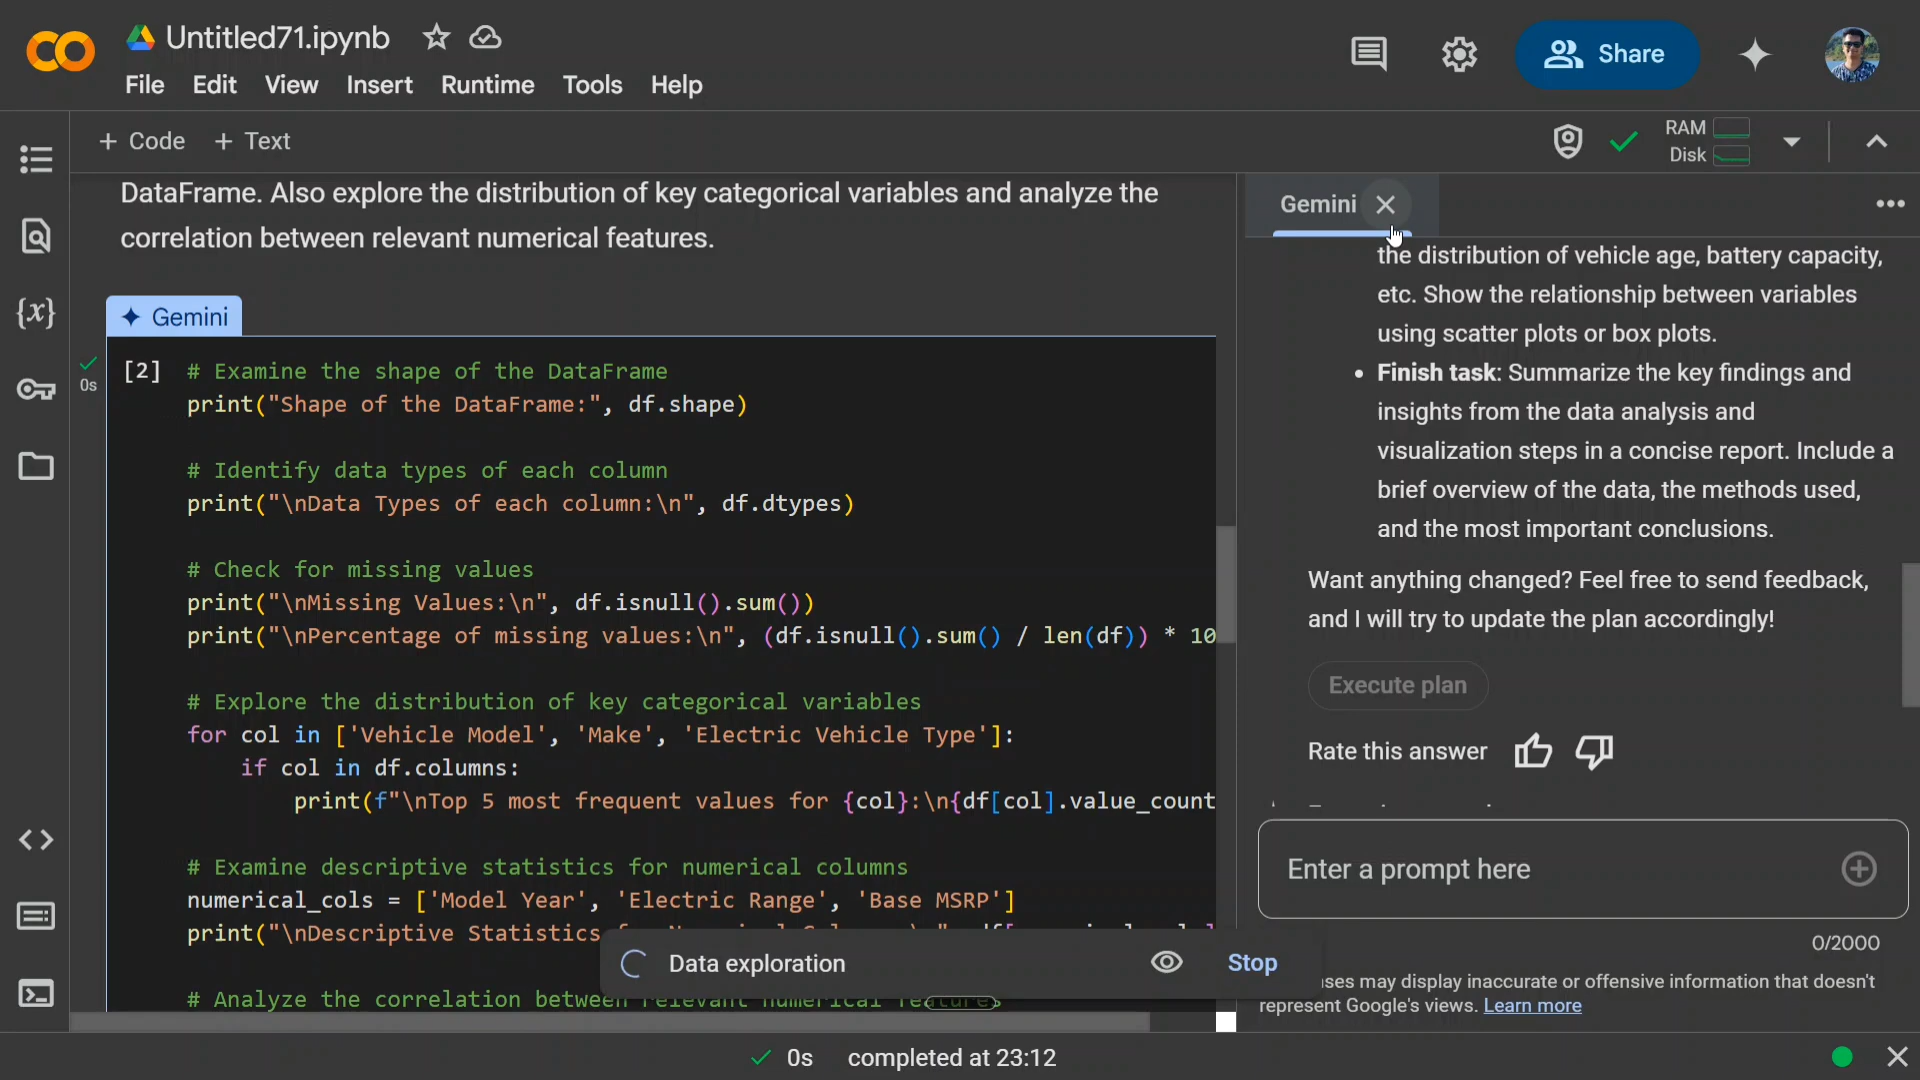 Untitled71.ipynb
File Edit View Insert Runtime Tools Help
Share
+ Code + Text
RAM
Disk
DataFrame. Also explore the distribution of key categorical variables and analyze the
correlation between relevant numerical features.
Gemini
[2] # Examine the shape of the DataFrame
0s
print("Shape of the DataFrame:", df.shape)
# Identify data types of each column
print("\nData Types of each column:\n", df.dtypes)
# Check for missing values
print("\nMissing Values:\n", df.isnull().sum())
print("\nPercentage of missing values:\n", (df.isnull().sum() / len(df)) * 10
# Explore the distribution of key categorical variables
for col in ['Vehicle Model', 'Make', 'Electric Vehicle Type']:
if col in df.columns:
print(f"\nTop 5 most frequent values for {col}:\n{df[col].value_count
# Examine descriptive statistics for numerical columns
numerical_cols = ['Model Year', 'Electric Range', 'Base MSRP']
print("\nDescriptive Statistics
# Analyze the correlation between relevant numerical features
Data exploration Stop
Gemini
the distribution of vehicle age, battery capacity,
etc. Show the relationship between variables
using scatter plots or box plots.
• Finish task: Summarize the key findings and
insights from the data analysis and
visualization steps in a concise report. Include a
brief overview of the data, the methods used,
and the most important conclusions.
Want anything changed? Feel free to send feedback,
and I will try to update the plan accordingly!
Execute plan
Rate this answer
Enter a prompt here
0/2000
may display inaccurate or offensive information that doesn't
represent Google's views. Learn more
0s completed at 23:12